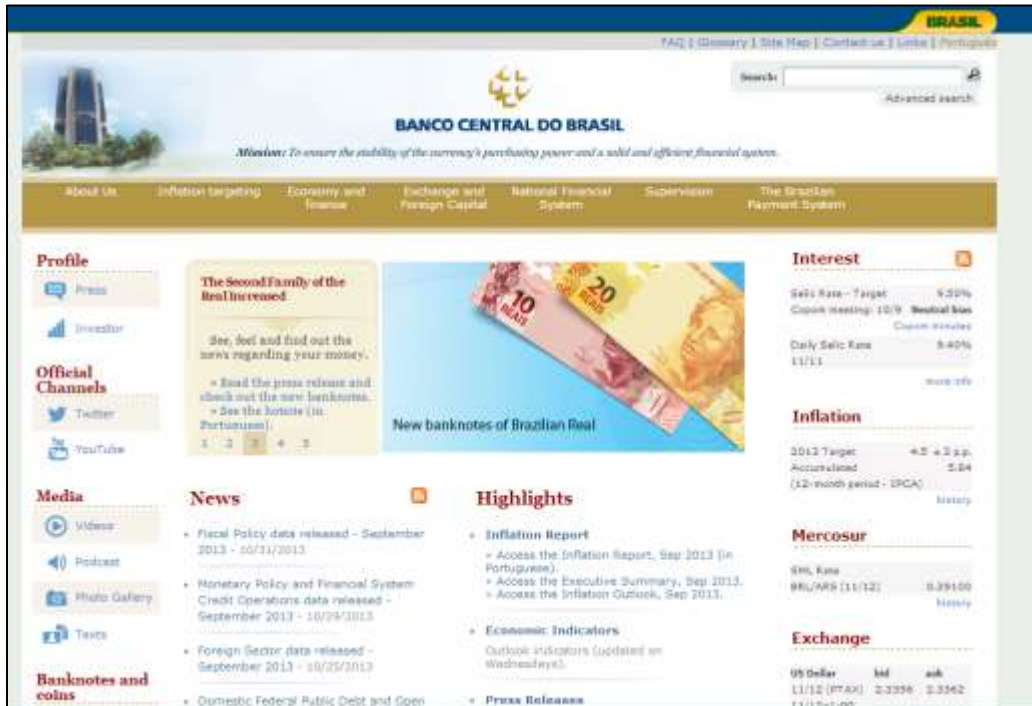 BRASIL
FAQ | Glossary | Site Map | Contact us | Links | Português
Search:
Advanced search
BANCO CENTRAL DO BRASIL
Mission: To ensure the stability of the currency's purchasing power and a solid and efficient financial system.
About Us Inflation targeting Economy and finance Exchange and Foreign Capital National Financial System Supervision The Brazilian Payment System
Profile
Press
Investor
Official
Channels
Twitter
YouTube
Media
Videos
Podcast
Photo Gallery
Texts
Banknotes and
coins
The Second Family of the
Real Increased
See, feel and find out the
news regarding your money.
» Read the press release and
check out the new banknotes.
» See the hotsite (in
Portuguese).
1 2 3 4 5
10
REAIS
20
REAIS
New banknotes of Brazilian Real
News
Fiscal Policy data released - September
2013 - 10/31/2013
Monetary Policy and Financial System
Credit Operations data released -
September 2013 - 10/29/2013
Foreign Sector data released -
September 2013 - 10/25/2013
Domestic Federal Public Debt and Open
Highlights
Inflation Report
» Access the Inflation Report, Sep 2013 (in
Portuguese).
» Access the Executive Summary, Sep 2013.
» Access the Inflation Outlook, Sep 2013.
Economic Indicators
Outlook indicators (updated on
Wednesdays).
Press Releases
Interest
Selic Rate - Target 9.50%
Copom meeting: 10/9 Neutral bias
Copom minutes
Daily Selic Rate 9.40%
11/11
more info
Inflation
2013 Target 4.5 ± 2 p.p.
Accumulated 5.84
(12-month period - IPCA)
history
Mercosur
SML Rate
BRL/ARS (11/12) 0.39100
history
Exchange
US Dollar bid ask
11/12 (PTAX) 2.3356 2.3362